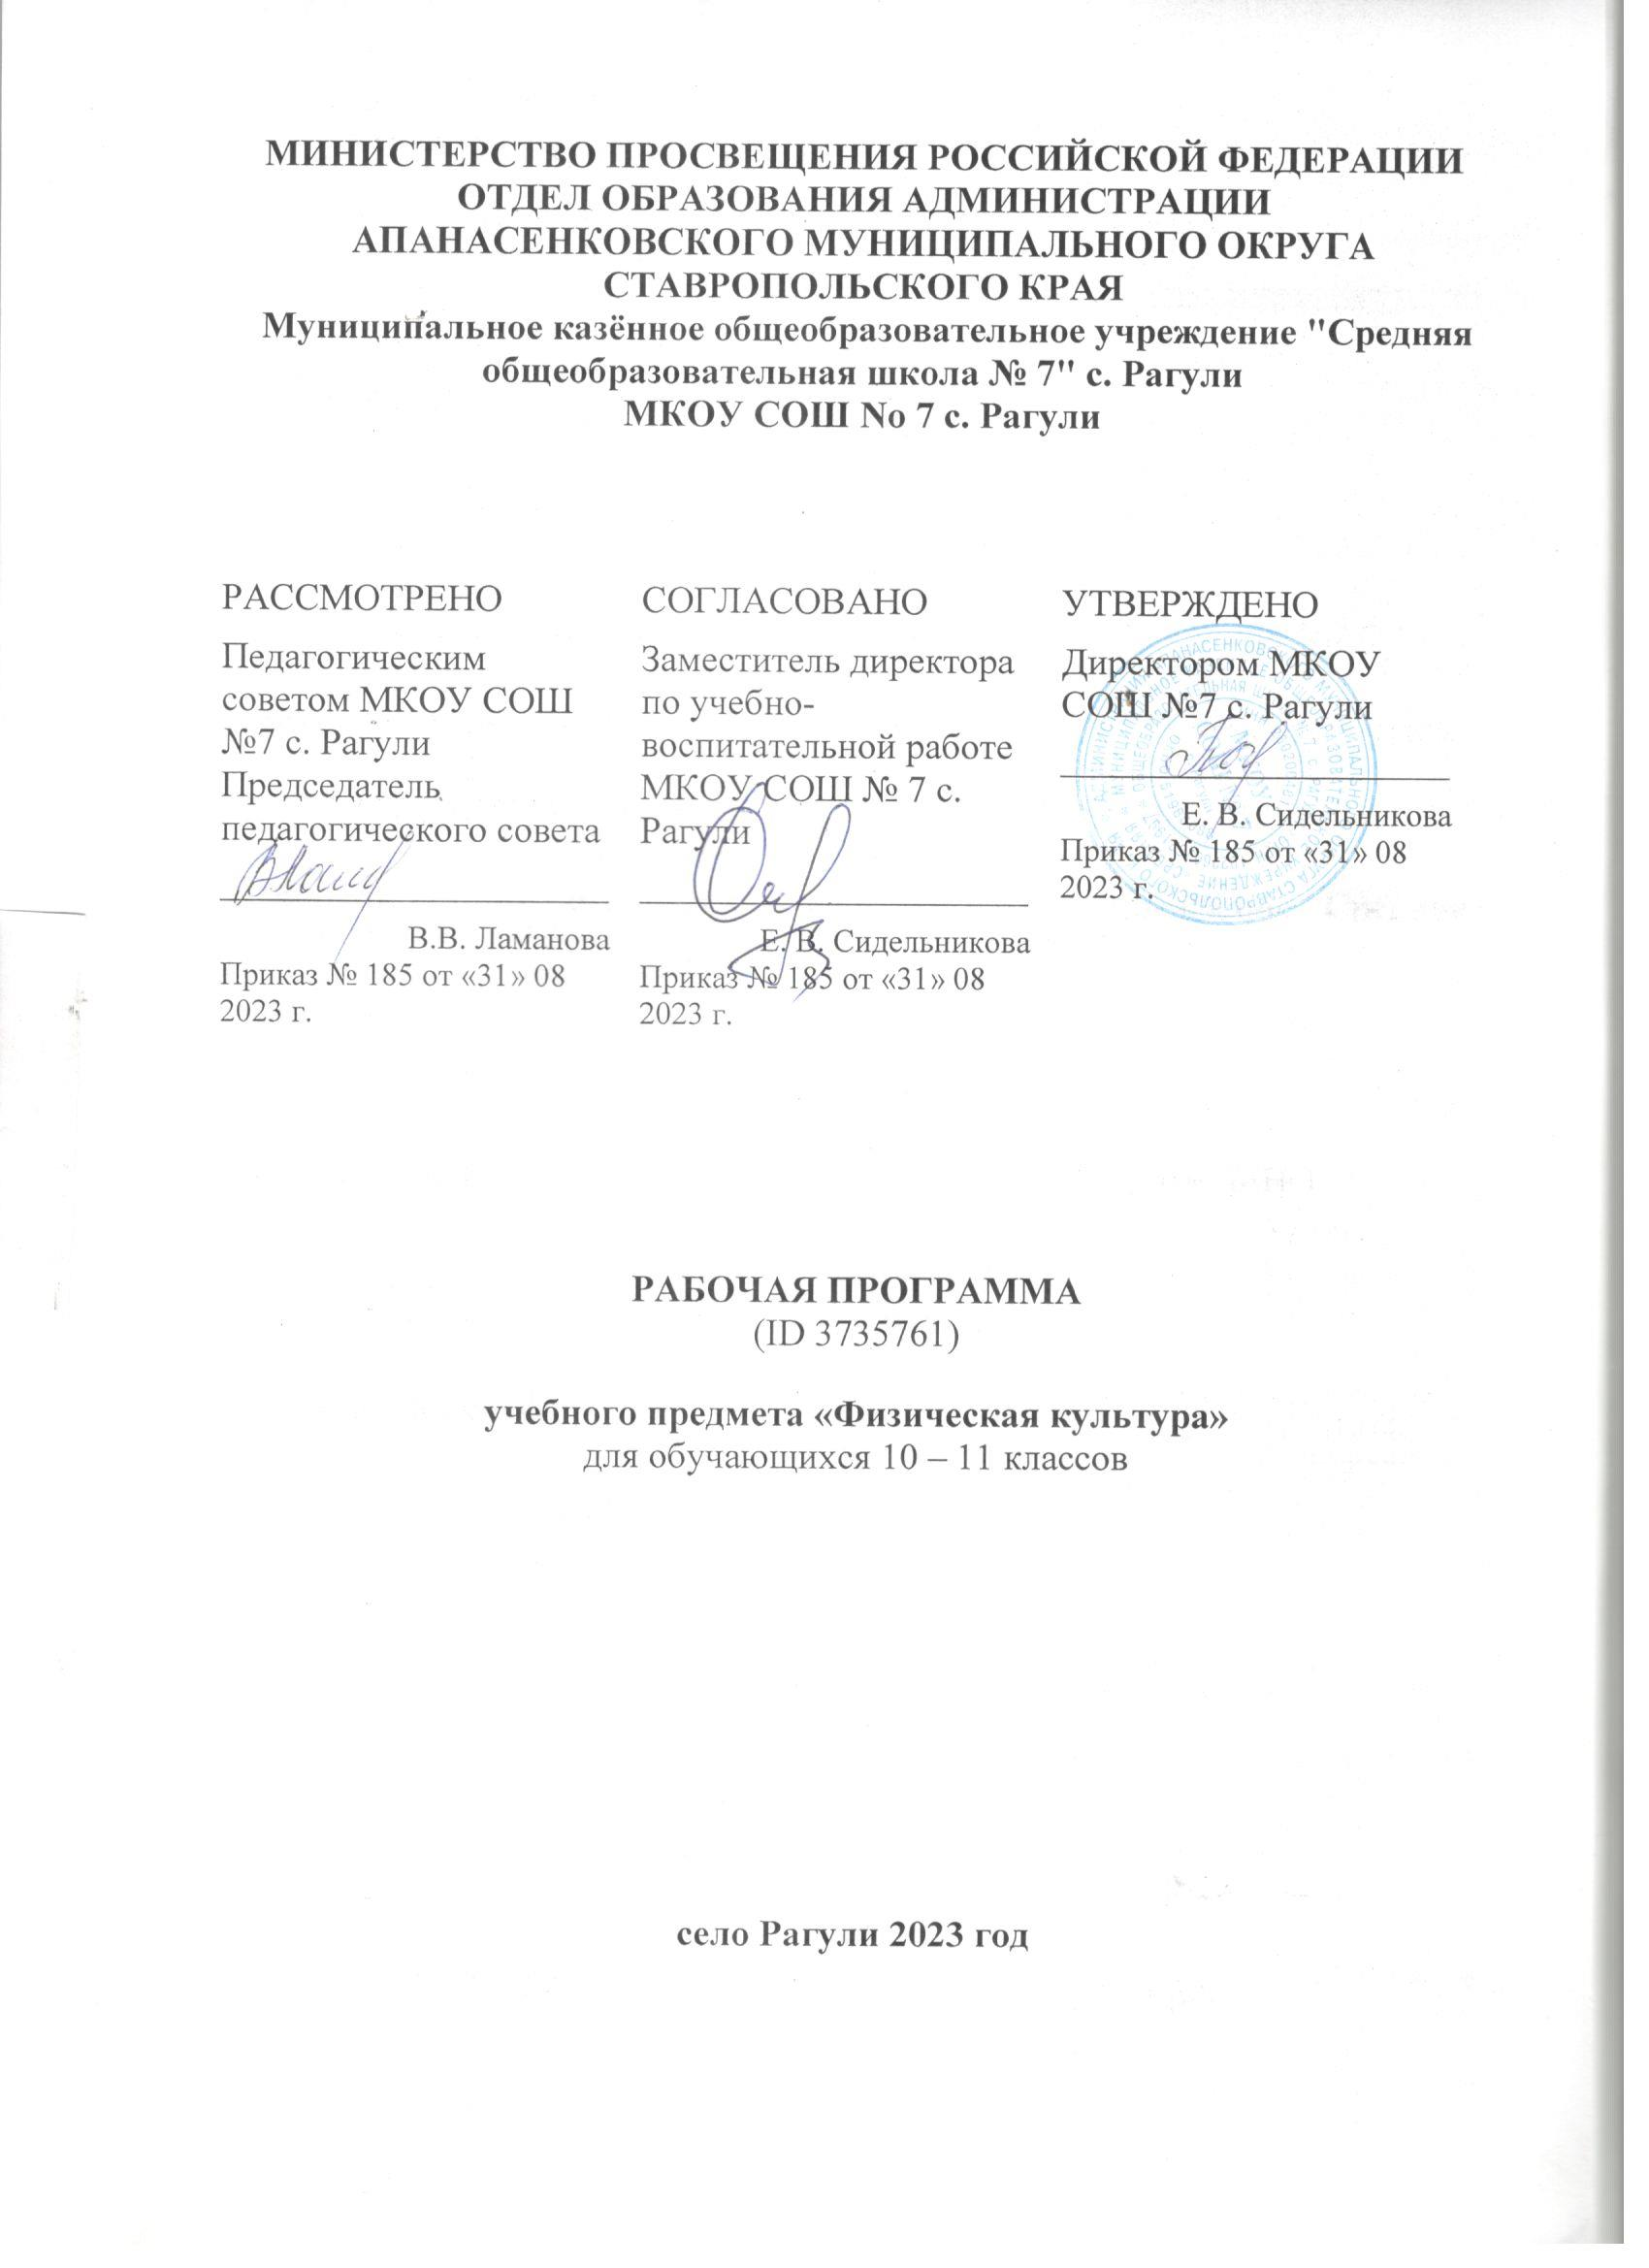 МИНИСТЕРСТВО ПРОСВЕЩЕНИЯ РОССИЙСКОЙ ФЕДЕРАЦИИ
ОТДЕЛ ОБРАЗОВАНИЯ АДМИНИСТРАЦИИ
АПАНАСЕНКОВСКОГО МУНИЦИПАЛЬНОГО ОКРУГА
СТАВРОПОЛЬСКОГО КРАЯ
Муниципальное казённое общеобразовательное учреждение "Средняя
общеобразовательная школа № 7" с. Рагули
МКОУ СОШ No 7 с. Рагули
РАССМОТРЕНО
Педагогическим
советом МКОУ СОШ
№7 с. Рагули
Председатель
педагогического совета
В.В. Ламанова
Приказ № 185 от «31» 08
2023 г.
СОГЛАСОВАНО
Заместитель директора
по учебно-
воспитательной работе
МКОУ СОШ № 7 с.
Рагули
Е. В. Сидельникова
Приказ № 185 от «31» 08
2023 г.
УТВЕРЖДЕНО
Директором МКОУ
СОШ №7 с. Рагули
Е. В. Сидельникова
Приказ № 185 от «31» 08
2023 г.
РАБОЧАЯ ПРОГРАММА
(ID 3735761)
учебного предмета «Физическая культура»
для обучающихся 10 – 11 классов
село Рагули 2023 год